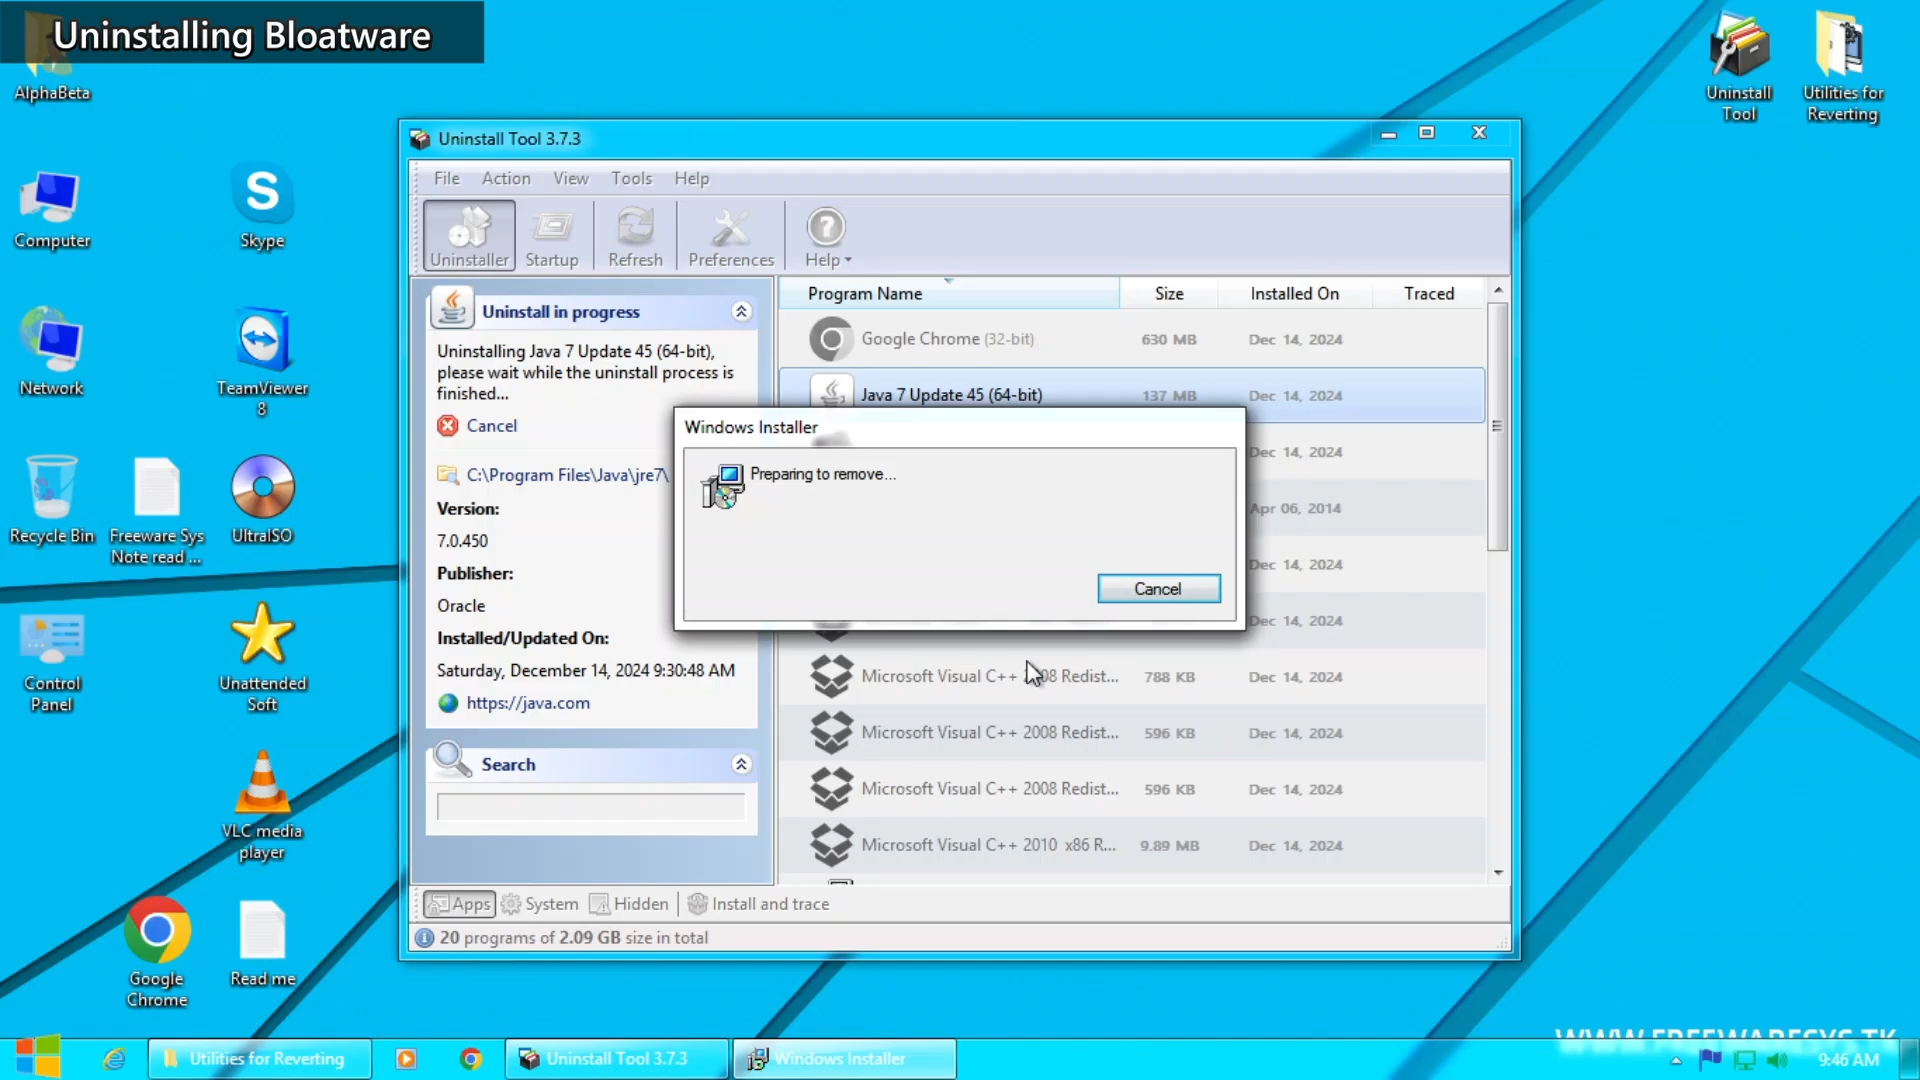 Uninstalling Bloatware
AlphaBeta
Computer
Skype
Network
TeamViewer
8
Recycle Bin
Freeware Sys
Note read ...
UltraISO
Control
Panel
Unattended
Soft
VLC media
player
Google
Chrome
Read me
Uninstall
Tool
Utilities for
Reverting
Uninstall Tool 3.7.3
File Action View Tools Help
Uninstaller Startup Refresh Preferences Help
Uninstall in progress
Uninstalling Java 7 Update 45 (64-bit),
please wait while the uninstall process is
finished...
Cancel
C:\Program Files\Java\jre7\
Version:
7.0.450
Publisher:
Oracle
Installed/Updated On:
Saturday, December 14, 2024 9:30:48 AM
https://java.com
Search
Program Name Size Installed On Traced
Google Chrome (32-bit) 630 MB Dec 14, 2024
Java 7 Update 45 (64-bit) 137 MB Dec 14, 2024
Dec 14, 2024
Apr 06, 2014
Dec 14, 2024
Dec 14, 2024
Windows Installer
Preparing to remove...
Cancel
Microsoft Visual C++ 08 Redist... 788 KB Dec 14, 2024
Microsoft Visual C++ 2008 Redist... 596 KB Dec 14, 2024
Microsoft Visual C++ 2008 Redist... 596 KB Dec 14, 2024
Microsoft Visual C++ 2010 x86 R... 9.89 MB Dec 14, 2024
Apps System Hidden Install and trace
20 programs of 2.09 GB size in total
WWW.FREEWARESYS.TK
Utilities for Reverting
Uninstall Tool 3.7.3
Windows Installer
9:46 AM